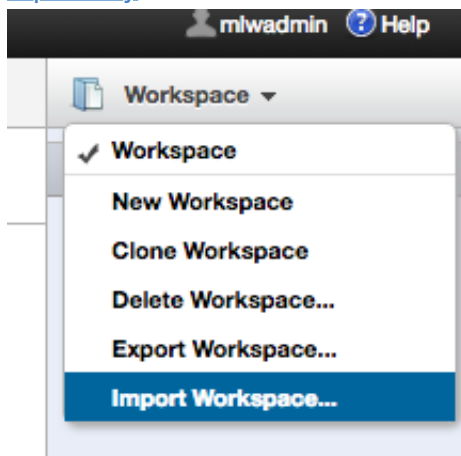 mlwadmin Help
Workspace
Workspace
New Workspace
Clone Workspace
Delete Workspace...
Export Workspace...
Import Workspace...